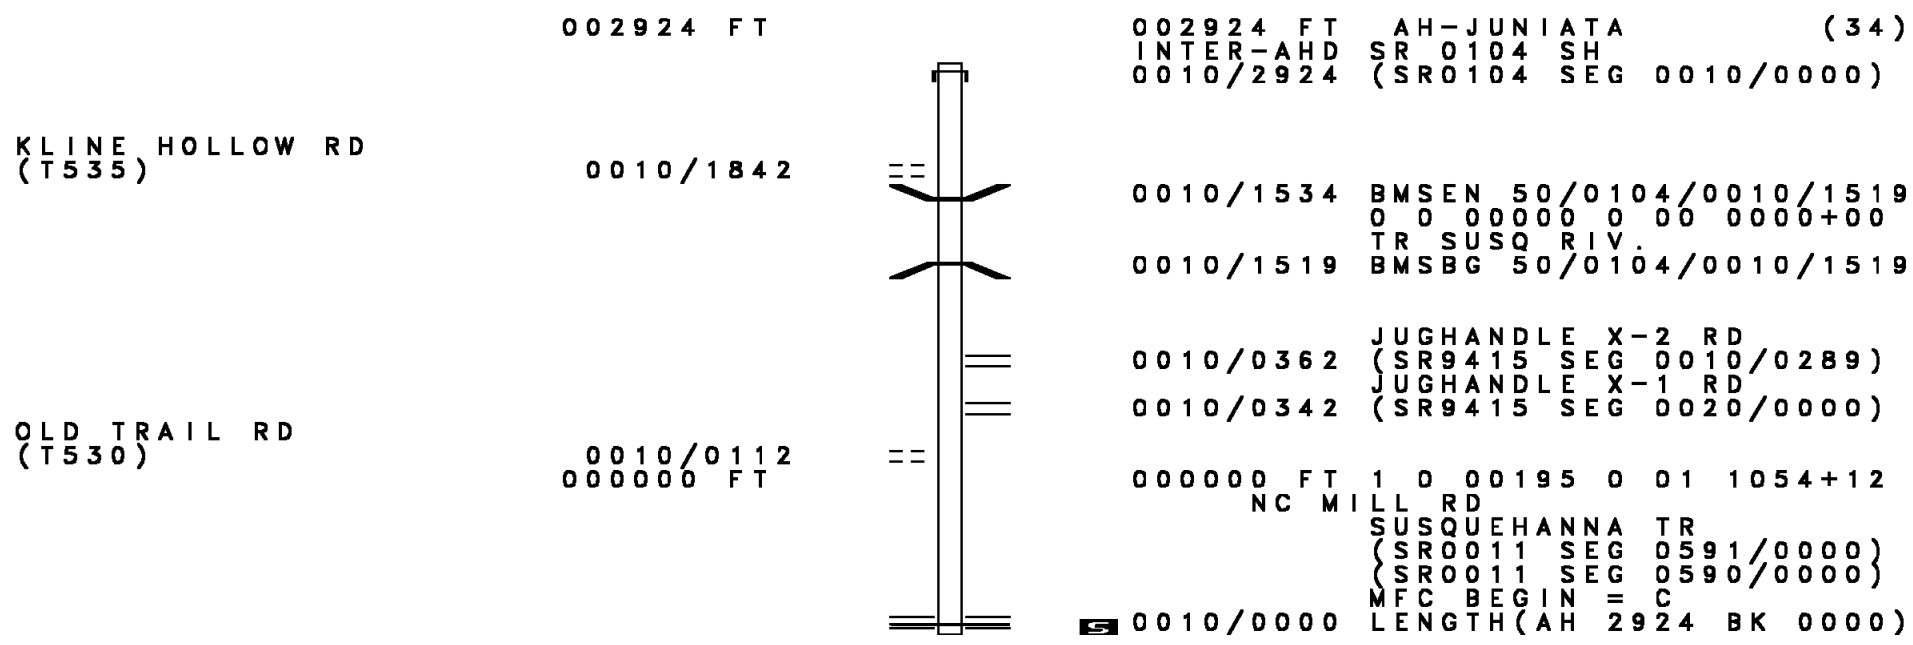 002924 FT 002924 FT AH-JUNIATA (34)
INTER-AHD SR 0104 SH
0010/2924 (SR0104 SEG 0010/0000)
KLINE HOLLOW RD
(T535) 0010/1842
0010/1534 BMSEN 50/0104/0010/1519
0 0 00000 0 00 0000+00
TR SUSQ RIV.
0010/1519 BMSBG 50/0104/0010/1519
JUGHANDLE X-2 RD
0010/0362 (SR9415 SEG 0010/0289)
JUGHANDLE X-1 RD
0010/0342 (SR9415 SEG 0020/0000)
OLD TRAIL RD
(T530) 0010/0112
000000 FT 000000 FT 1 0 00195 0 01 1054+12
NC MILL RD
SUSQUEHANNA TR
(SR0011 SEG 0591/0000)
(SR0011 SEG 0590/0000)
MFC BEGIN = C
S 0010/0000 LENGTH(AH 2924 BK 0000)